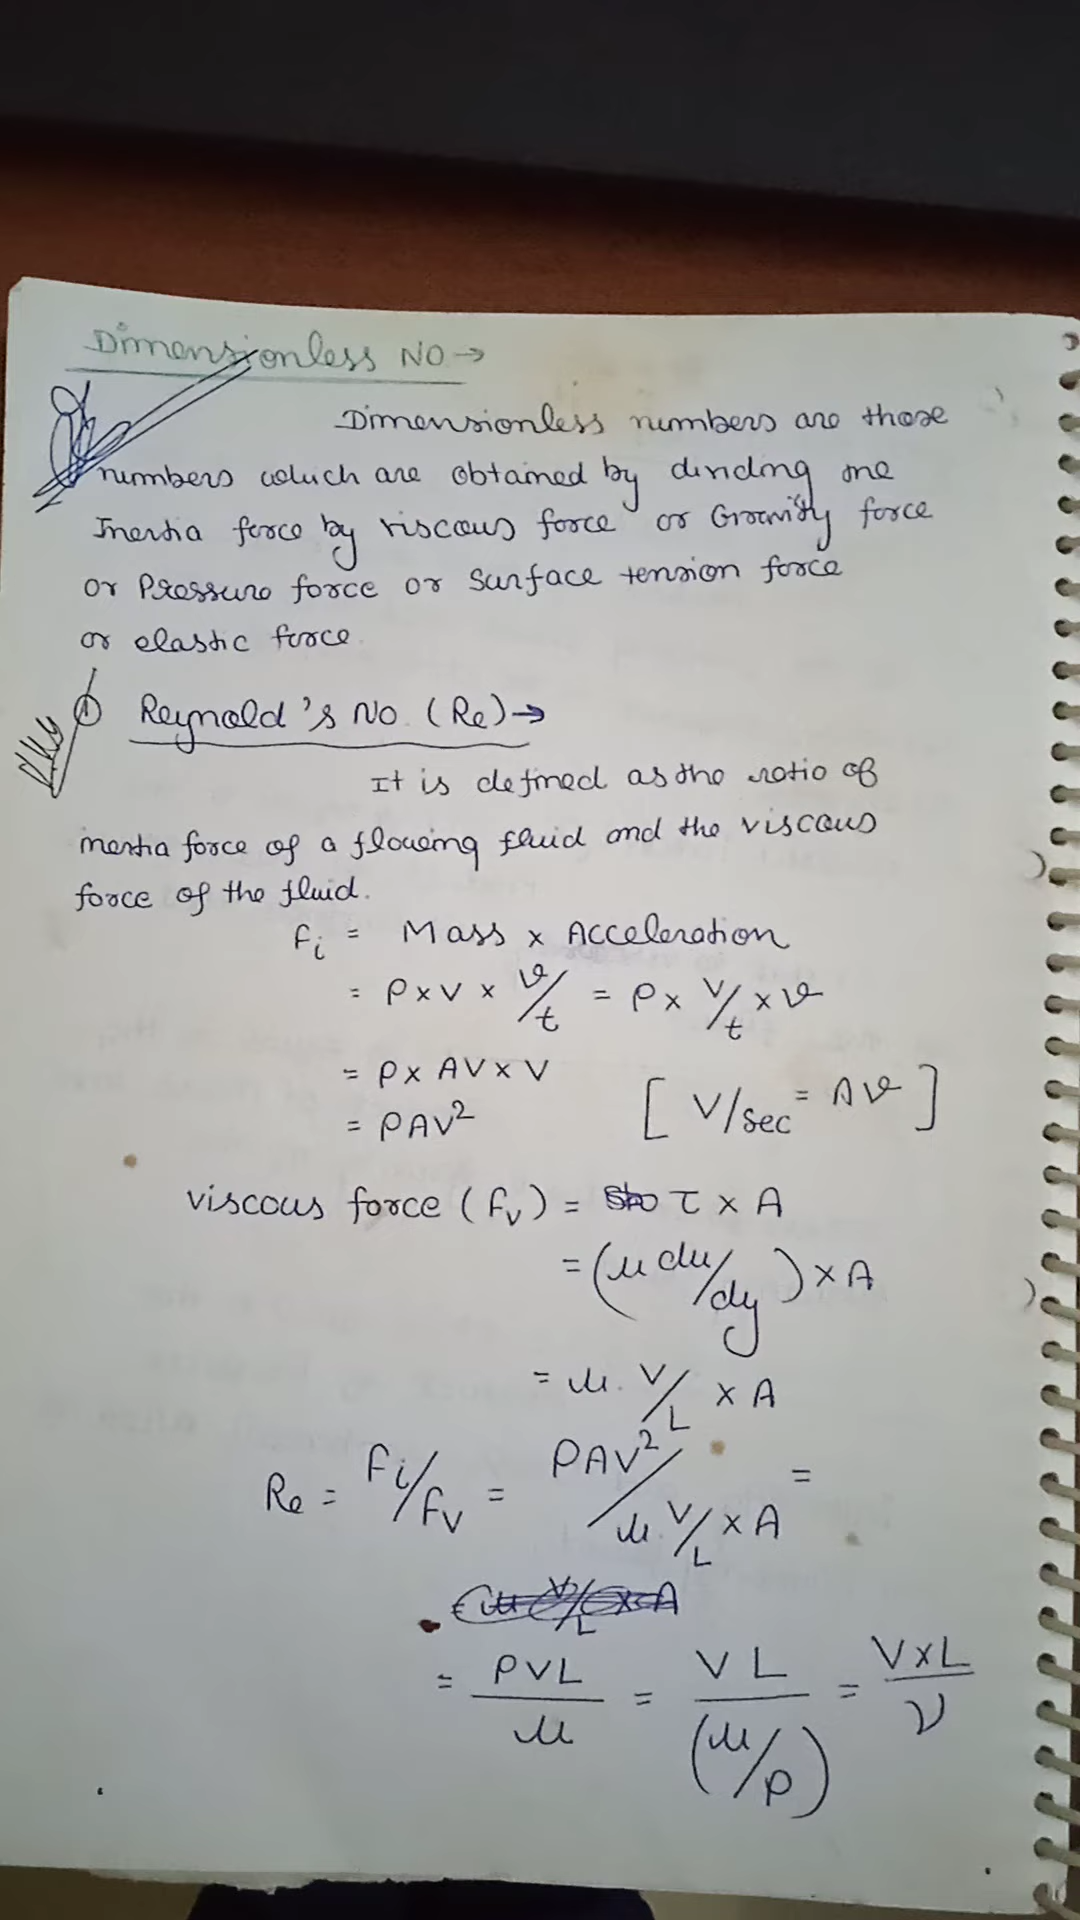 Dimensionless NO →
Dimensionless numbers are those
numbers which are obtained by dividing the
Inertia force by viscous force or Gravity force
or Pressure force or Surface tension force
or elastic force.
① Reynold's No. (Re) →
It is defined as the ratio of
inertia force of a flowing fluid and the viscous
force of the fluid.
Fi = Mass × Acceleration
= ρ × V × v/t = ρ × V/t × v
= ρ × AV × V
= ρAV² [ V/sec = Av ]
viscous force (Fv) = τ × A
= (μ du/dy) × A
= μ. V/L × A
Re = Fi/Fv = ρAV² / μ. V/L × A =
= ρVL/μ = VL/(μ/ρ) = V×L/ν